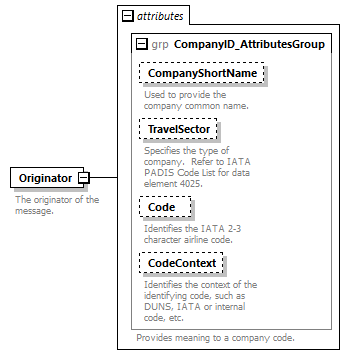 attributes
grp CompanyID_AttributesGroup
CompanyShortName
Used to provide the
company common name.
TravelSector
Specifies the type of
company. Refer to IATA
PADIS Code List for data
element 4025.
Originator
The originator of the
message.
Code
Identifies the IATA 2-3
character airline code.
CodeContext
Identifies the context of the
identifying code, such as
DUNS, IATA or internal
code, etc.
Provides meaning to a company code.